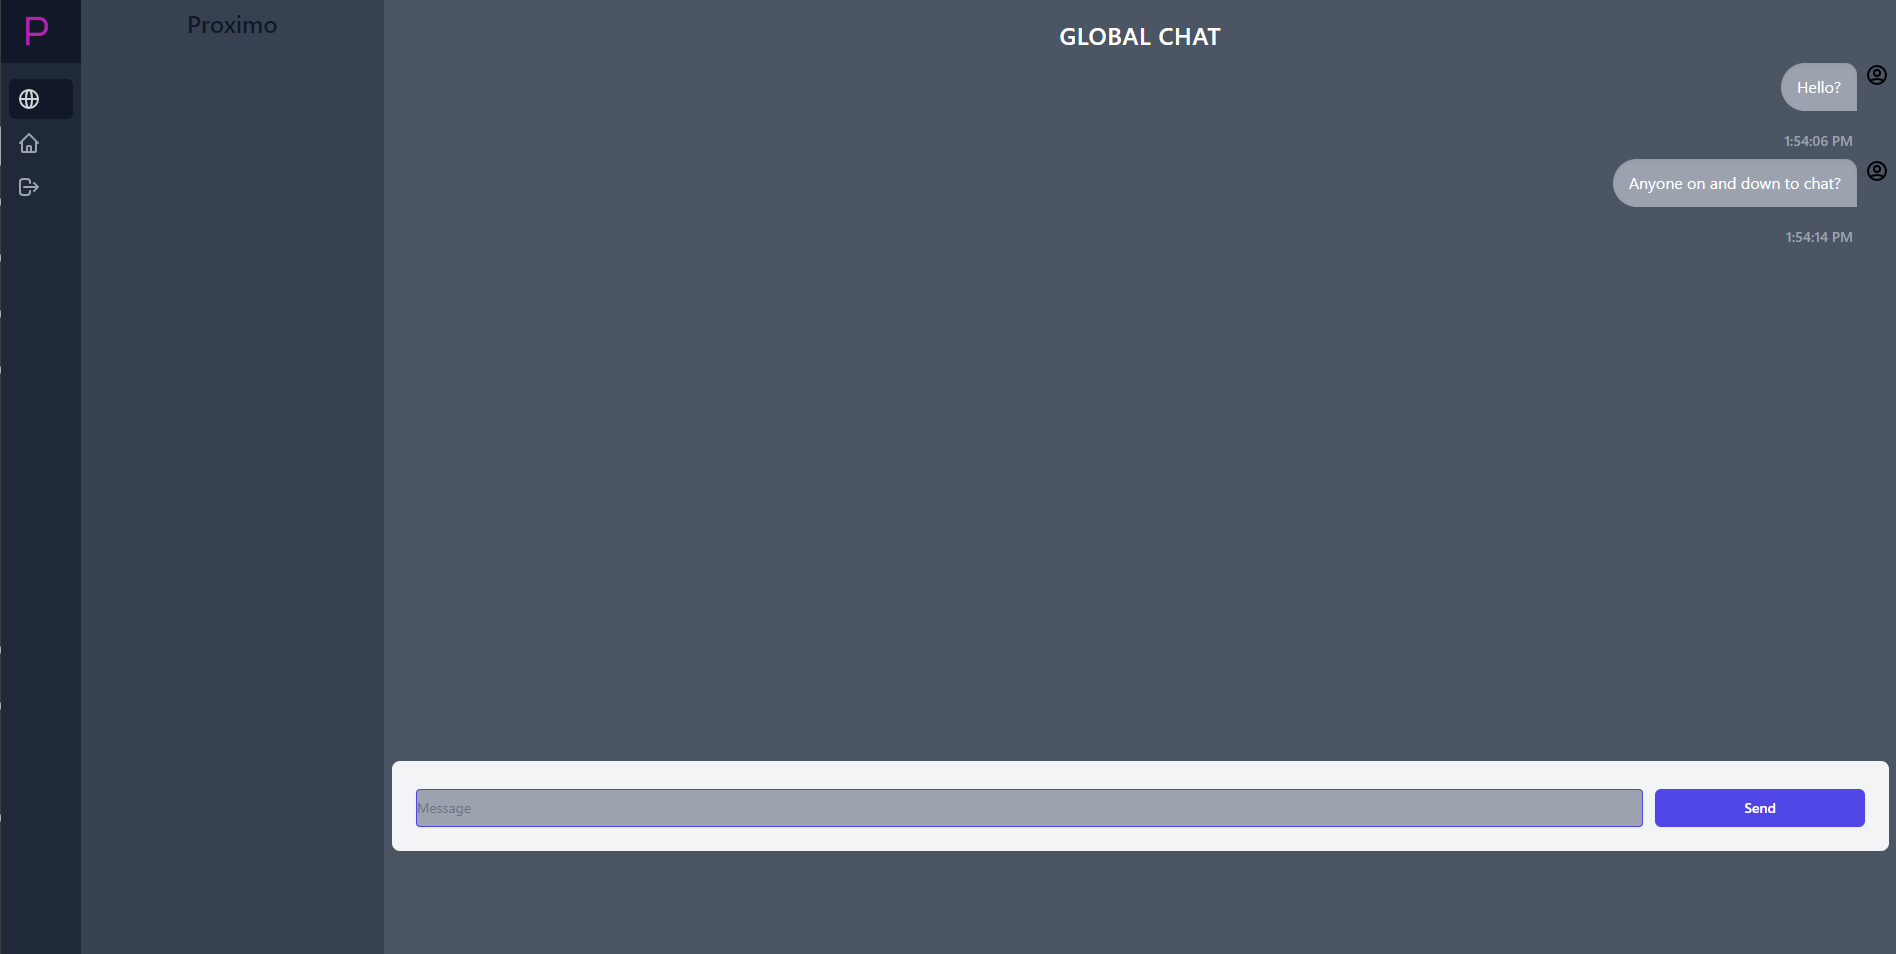 P
Proximo
GLOBAL CHAT
Hello?
1:54:06 PM
Anyone on and down to chat?
1:54:14 PM
Message
Send